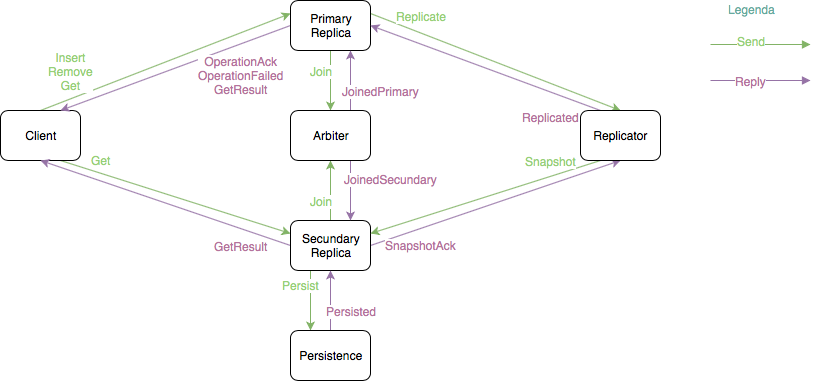 Primary
Replica
Replicate
Legenda
Send
Reply
Insert
Remove
Get
OperationAck
OperationFailed
GetResult
Join
JoinedPrimary
Replicated
Client
Arbiter
Replicator
Get
Snapshot
JoinedSecundary
Join
GetResult
Secundary
Replica
SnapshotAck
Persist
Persisted
Persistence